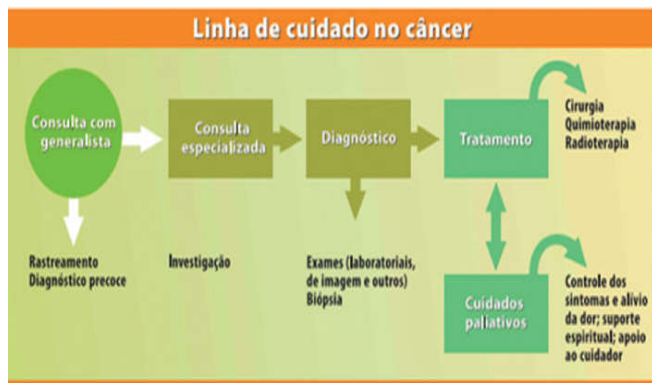 Linha de cuidado no câncer
Consulta com
generalista
Consulta
especializada
Diagnóstico
Tratamento
Cirurgia
Quimioterapia
Radioterapia
Rastreamento
Diagnóstico precoce
Investigação
Exames (laboratoriais,
de imagem e outros)
Biópsia
Cuidados
paliativos
Controle dos
sintomas e alívio
da dor; suporte
espiritual; apoio
ao cuidador